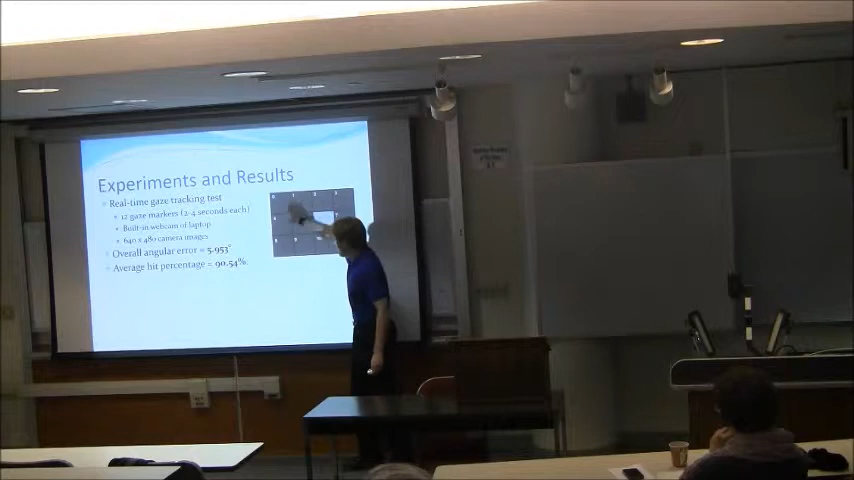 Experiments and Results
Real-time gaze tracking test
12 gaze markers (2-4 seconds each)
Built-in webcam of laptop
640 x 480 camera images
Overall angular error = 5.953°
Average hit percentage = 90.54%